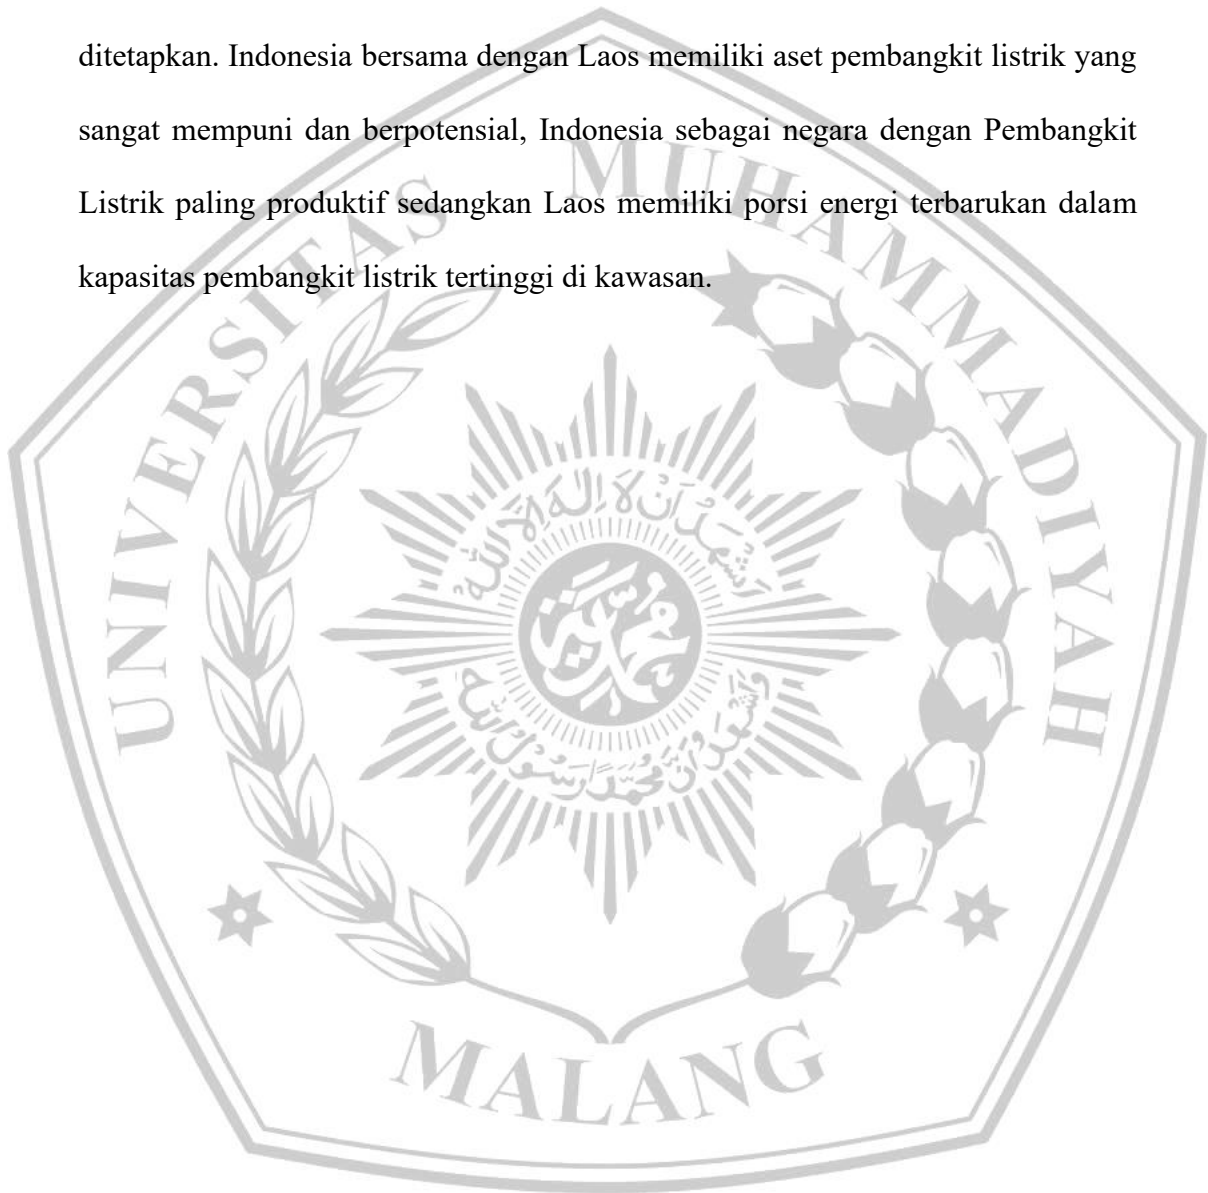 ditetapkan. Indonesia bersama dengan Laos memiliki aset pembangkit listrik yang
sangat mempuni dan berpotensial, Indonesia sebagai negara dengan Pembangkit
Listrik paling produktif sedangkan Laos memiliki porsi energi terbarukan dalam
kapasitas pembangkit listrik tertinggi di kawasan.
UNIVERSITAS MUHAMMADIYAH
MALANG